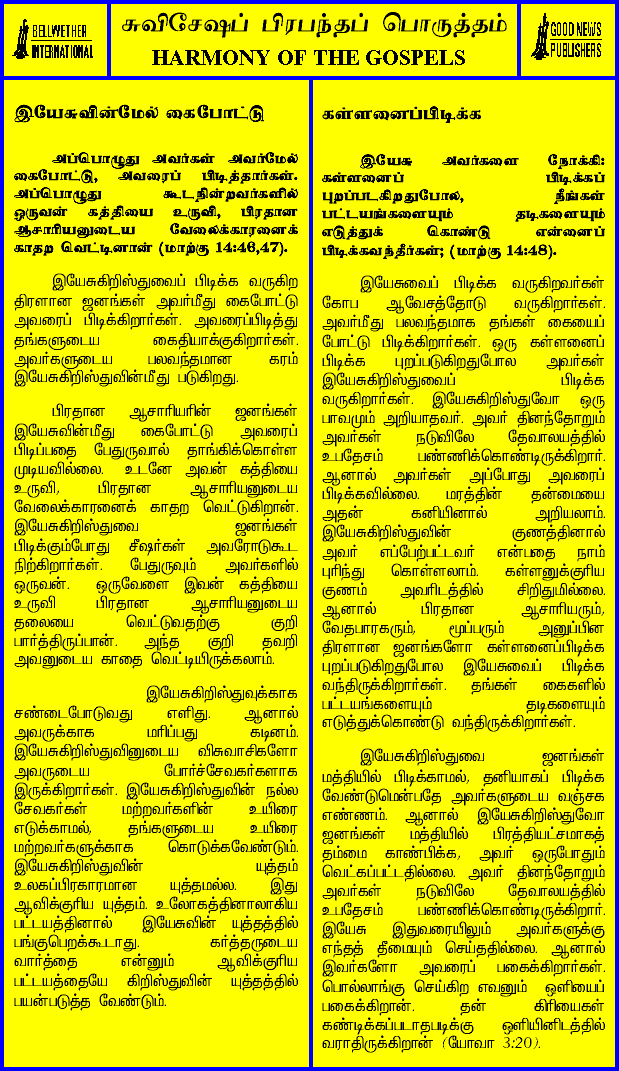 BELLWETHER
INTERNATIONAL
சுவிசேஷப் பிரபந்தப் பொருத்தம்
HARMONY OF THE GOSPELS
GOOD NEWS
PUBLISHERS
இயேசுவின்மேல் கைபோட்டு
அப்பொழுது அவர்கள் அவர்மேல்
கைபோட்டு, அவரைப் பிடித்தார்கள்.
அப்பொழுது கூடநின்றவர்களில்
ஒருவன் கத்தியை உருவி, பிரதான
ஆசாரியனுடைய வேலைக்காரனைக்
காதற வெட்டினான் (மாற்கு 14:46,47).
இயேசுகிறிஸ்துவைப் பிடிக்க வருகிற
திரளான ஜனங்கள் அவர்மீது கைபோட்டு
அவரைப் பிடிக்கிறார்கள். அவரைப்பிடித்து
தங்களுடைய கைதியாக்குகிறார்கள்.
அவர்களுடைய பலவந்தமான கரம்
இயேசுகிறிஸ்துவின்மீது படுகிறது.
பிரதான ஆசாரியரின் ஜனங்கள்
இயேசுவின்மீது கைபோட்டு அவரைப்
பிடிப்பதை பேதுருவால் தாங்கிக்கொள்ள
முடியவில்லை. உடனே அவன் கத்தியை
உருவி, பிரதான ஆசாரியனுடைய
வேலைக்காரனைக் காதற வெட்டுகிறான்.
இயேசுகிறிஸ்துவை ஜனங்கள்
பிடிக்கும்போது சீஷர்கள் அவரோடுகூட
நிற்கிறார்கள். பேதுருவும் அவர்களில்
ஒருவன். ஒருவேளை இவன் கத்தியை
உருவி பிரதான ஆசாரியனுடைய
தலையை வெட்டுவதற்கு குறி
பார்த்திருப்பான். அந்த குறி தவறி
அவனுடைய காதை வெட்டியிருக்கலாம்.
இயேசுகிறிஸ்துவுக்காக
சண்டைபோடுவது எளிது. ஆனால்
அவருக்காக மரிப்பது கடினம்.
இயேசுகிறிஸ்துவினுடைய விசுவாசிகளோ
அவருடைய போர்ச்சேவகர்களாக
இருக்கிறார்கள். இயேசுகிறிஸ்துவின் நல்ல
சேவகர்கள் மற்றவர்களின் உயிரை
எடுக்காமல், தங்களுடைய உயிரை
மற்றவர்களுக்காக கொடுக்கவேண்டும்.
இயேசுகிறிஸ்துவின் யுத்தம்
உலகப்பிரகாரமான யுத்தமல்ல. இது
ஆவிக்குரிய யுத்தம். உலோகத்தினாலாகிய
பட்டயத்தினால் இயேசுவின் யுத்தத்தில்
பங்குபெறக்கூடாது. கர்த்தருடைய
வார்த்தை என்னும் ஆவிக்குரிய
பட்டயத்தையே கிறிஸ்துவின் யுத்தத்தில்
பயன்படுத்த வேண்டும்.
கள்ளனைப்பிடிக்க
இயேசு அவர்களை நோக்கி:
கள்ளனைப் பிடிக்கப்
புறப்படகிறதுபோல, நீங்கள்
பட்டயங்களையும் தடிகளையும்
எடுத்துக் கொண்டு என்னைப்
பிடிக்கவந்தீர்கள்; (மாற்கு 14:48).
இயேசுவைப் பிடிக்க வருகிறவர்கள்
கோப ஆவேசத்தோடு வருகிறார்கள்.
அவர்மீது பலவந்தமாக தங்கள் கையைப்
போட்டு பிடிக்கிறார்கள். ஒரு கள்ளனைப்
பிடிக்க புறப்படுகிறதுபோல அவர்கள்
இயேசுகிறிஸ்துவைப் பிடிக்க
வருகிறார்கள். இயேசுகிறிஸ்துவோ ஒரு
பாவமும் அறியாதவர். அவர் தினந்தோறும்
அவர்கள் நடுவிலே தேவாலயத்தில்
உபதேசம் பண்ணிக்கொண்டிருக்கிறார்.
ஆனால் அவர்கள் அப்போது அவரைப்
பிடிக்கவில்லை. மரத்தின் தன்மையை
அதன் கனியினால் அறியலாம்.
இயேசுகிறிஸ்துவின் குணத்தினால்
அவர் எப்பேற்பட்டவர் என்பதை நாம்
புரிந்து கொள்ளலாம். கள்ளனுக்குரிய
குணம் அவரிடத்தில் சிறிதுமில்லை.
ஆனால் பிரதான ஆசாரியரும்,
வேதபாரகரும், மூப்பரும் அனுப்பின
திரளான ஜனங்களோ கள்ளனைப்பிடிக்க
புறப்படுகிறதுபோல இயேசுவைப் பிடிக்க
வந்திருக்கிறார்கள். தங்கள் கைகளில்
பட்டயங்களையும் தடிகளையும்
எடுத்துக்கொண்டு வந்திருக்கிறார்கள்.
இயேசுகிறிஸ்துவை ஜனங்கள்
மத்தியில் பிடிக்காமல், தனியாகப் பிடிக்க
வேண்டுமென்பதே அவர்களுடைய வஞ்சக
எண்ணம். ஆனால் இயேசுகிறிஸ்துவோ
ஜனங்கள் மத்தியில் பிரத்தியட்சமாகத்
தம்மை காண்பிக்க, அவர் ஒருபோதும்
வெட்கப்பட்டதில்லை. அவர் தினந்தோறும்
அவர்கள் நடுவிலே தேவாலயத்தில்
உபதேசம் பண்ணிக்கொண்டிருக்கிறார்.
இயேசு இதுவரையிலும் அவர்களுக்கு
எந்தத் தீமையும் செய்ததில்லை. ஆனால்
இவர்களோ அவரைப் பகைக்கிறார்கள்.
பொல்லாங்கு செய்கிற எவனும் ஒளியைப்
பகைக்கிறான். தன் கிரியைகள்
கண்டிக்கப்படாதபடிக்கு ஒளியினிடத்தில்
வராதிருக்கிறான் (யோவா 3:20).